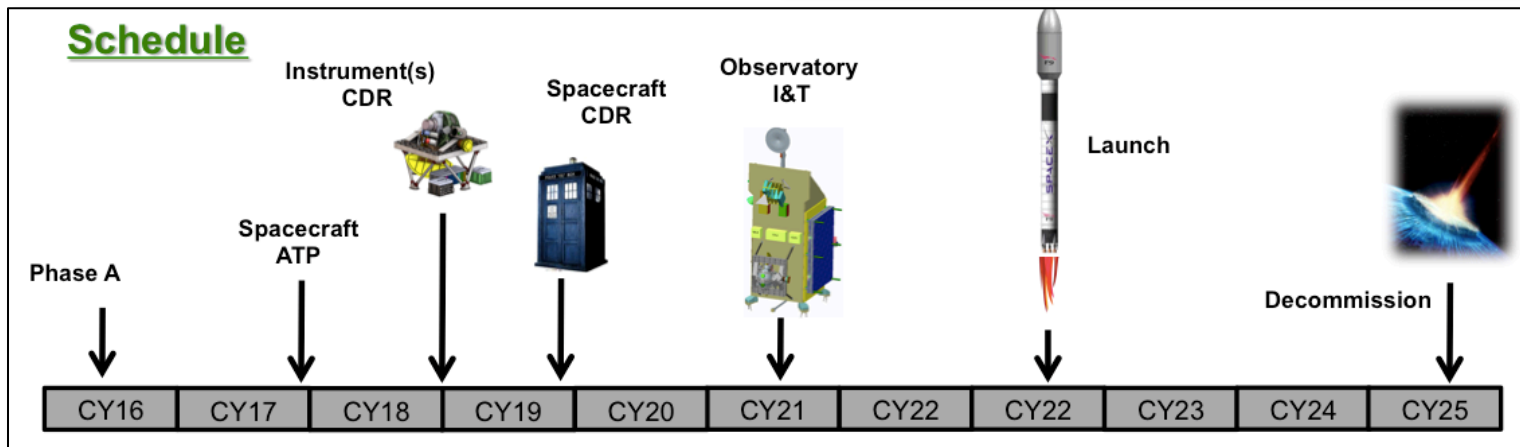 Schedule
Instrument(s)
CDR
Spacecraft
CDR
Observatory
I&T
Launch
SPACEX
Spacecraft
ATP
Phase A
Decommission
CY16 CY17 CY18 CY19 CY20 CY21 CY22 CY22 CY23 CY24 CY25